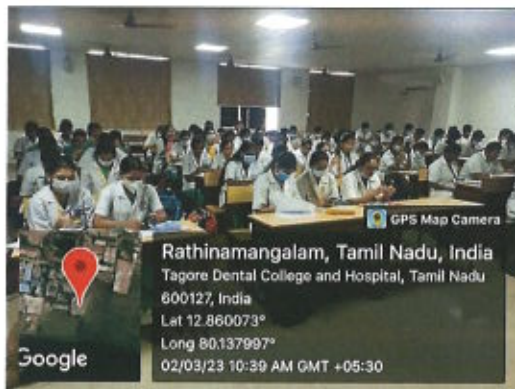 GPS Map Camera
Rathinamangalam, Tamil Nadu, India
Tagore Dental College and Hospital, Tamil Nadu
600127, India
Lat 12.860073°
Long 80.137997°
02/03/23 10:39 AM GMT +05:30
Google